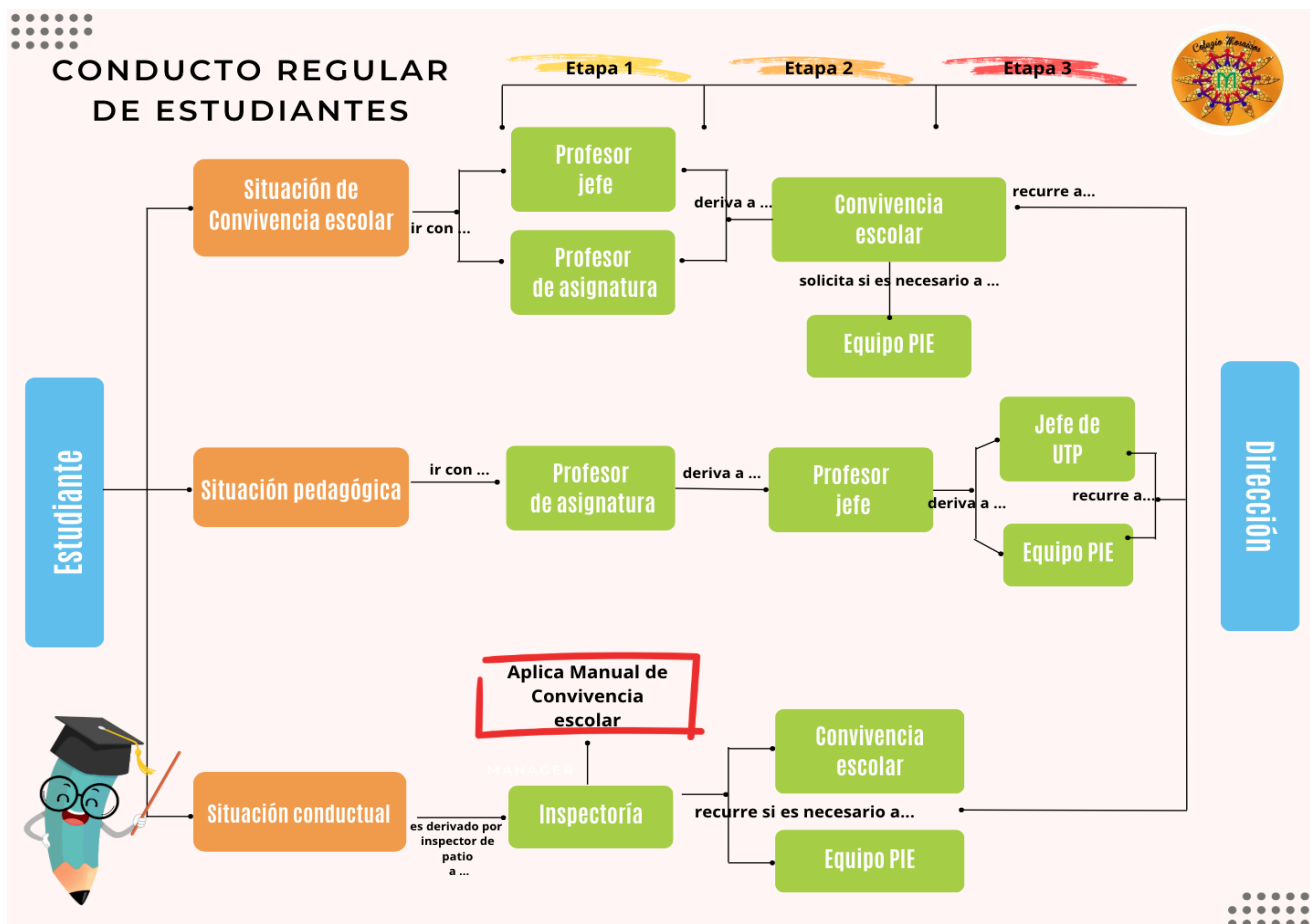 CONDUCTO REGULAR
DE ESTUDIANTES
Etapa 1
Etapa 2
Etapa 3
Colegio Mosaicos
M
Estudiante
Situación de
Convivencia escolar
ir con ...
Profesor
jefe
Profesor
de asignatura
deriva a ...
Convivencia
escolar
recurre a...
solicita si es necesario a ...
Equipo PIE
Situación pedagógica
ir con ...
Profesor
de asignatura
deriva a ...
Profesor
jefe
deriva a ...
Jefe de
UTP
Equipo PIE
recurre a...
Dirección
Situación conductual
es derivado por
inspector de
patio
a ...
Aplica Manual de
Convivencia
escolar
MANAGER
Inspectoría
recurre si es necesario a...
Convivencia
escolar
Equipo PIE